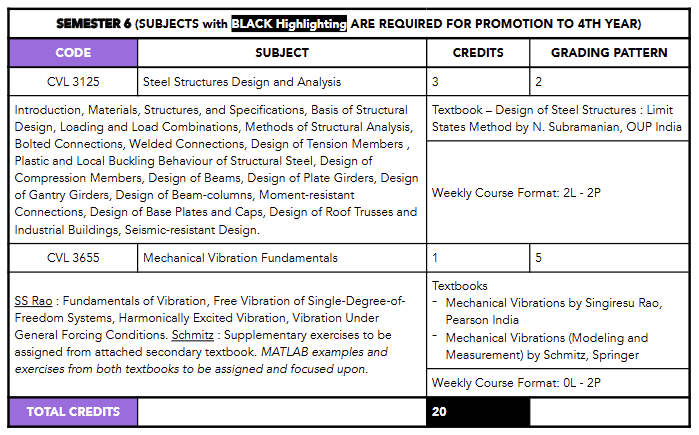 SEMESTER 6 (SUBJECTS with BLACK Highlighting ARE REQUIRED FOR PROMOTION TO 4TH YEAR)
CODE SUBJECT CREDITS GRADING PATTERN
CVL 3125 Steel Structures Design and Analysis 3 2
Introduction, Materials, Structures, and Specifications, Basis of Structural
Design, Loading and Load Combinations, Methods of Structural Analysis,
Bolted Connections, Welded Connections, Design of Tension Members ,
Plastic and Local Buckling Behaviour of Structural Steel, Design of
Compression Members, Design of Beams, Design of Plate Girders, Design
of Gantry Girders, Design of Beam-columns, Moment-resistant
Connections, Design of Base Plates and Caps, Design of Roof Trusses and
Industrial Buildings, Seismic-resistant Design.
Textbook – Design of Steel Structures : Limit
States Method by N. Subramanian, OUP India
Weekly Course Format: 2L - 2P
CVL 3655 Mechanical Vibration Fundamentals 1 5
SS Rao : Fundamentals of Vibration, Free Vibration of Single-Degree-of-
Freedom Systems, Harmonically Excited Vibration, Vibration Under
General Forcing Conditions. Schmitz : Supplementary exercises to be
assigned from attached secondary textbook. MATLAB examples and
exercises from both textbooks to be assigned and focused upon.
Textbooks
- Mechanical Vibrations by Singiresu Rao,
Pearson India
- Mechanical Vibrations (Modeling and
Measurement) by Schmitz, Springer
Weekly Course Format: 0L - 2P
TOTAL CREDITS 20